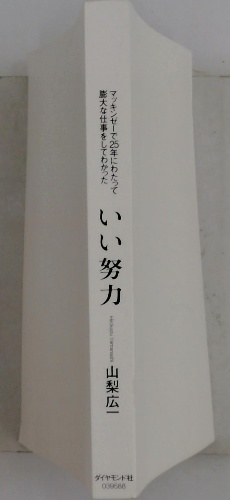 マッキンゼーで25年にわたって
膨大な仕事をしてわかった
いい努力
山梨広一
ダイヤモンド社
039568